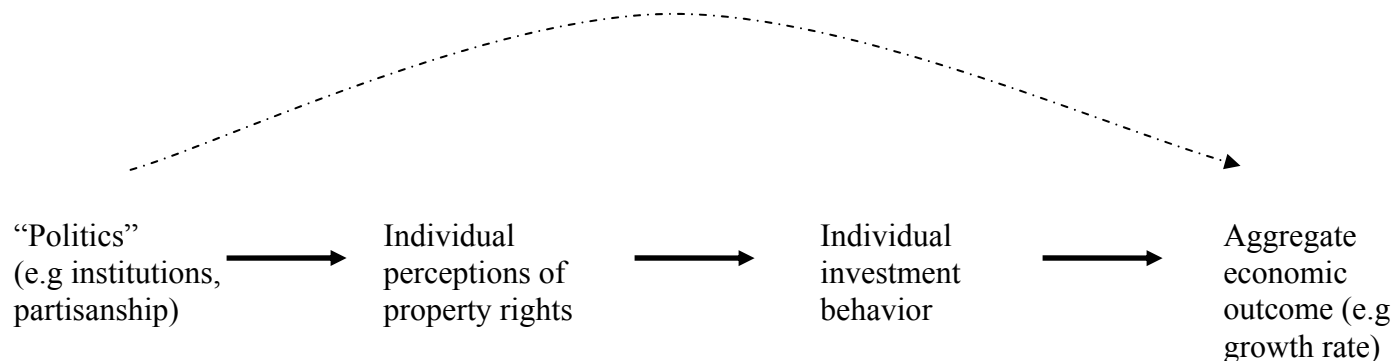 “Politics”
(e.g institutions,
partisanship)
Individual
perceptions of
property rights
Individual
investment
behavior
Aggregate
economic
outcome (e.g
growth rate)